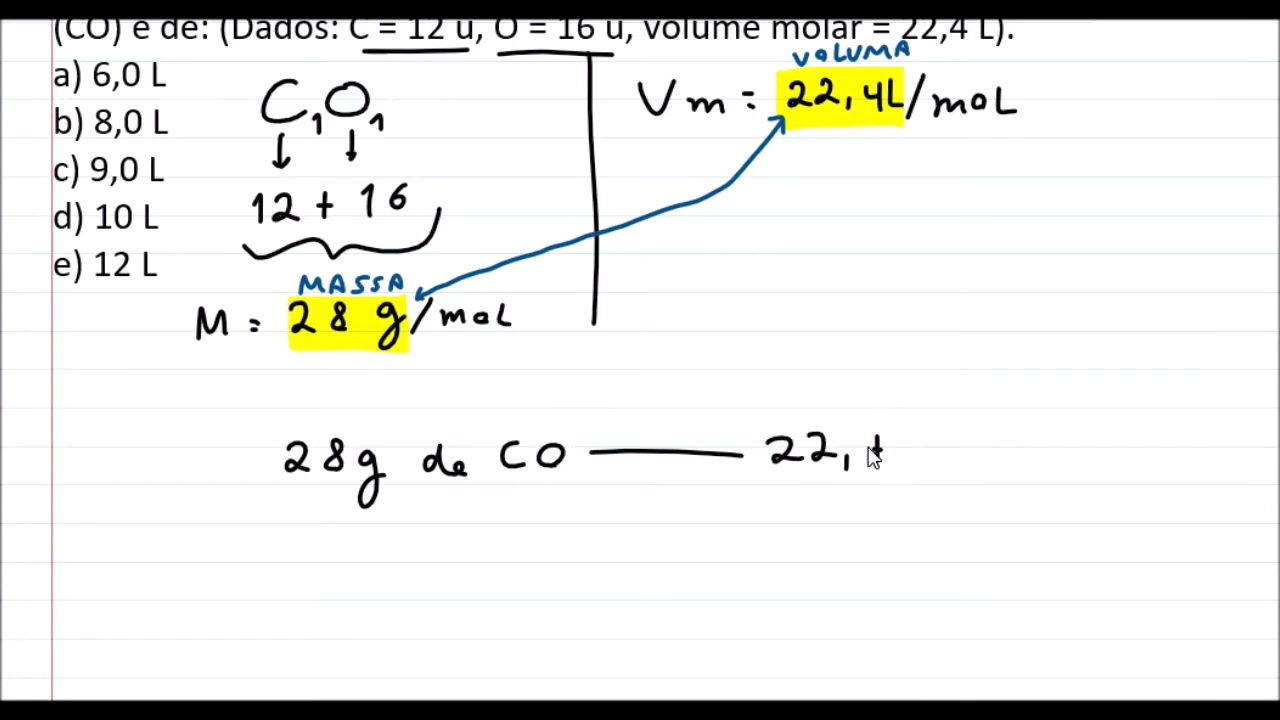 (CO) é de: (Dados: C = 12 u, O = 16 u, volume molar = 22,4 L).
a) 6,0 L
b) 8,0 L
c) 9,0 L
d) 10 L
e) 12 L
C₁O₁
12 + 16
MASSA
M = 28 g/moL
VOLUMA
Vm = 22,4L/moL
28g de CO —— 22,